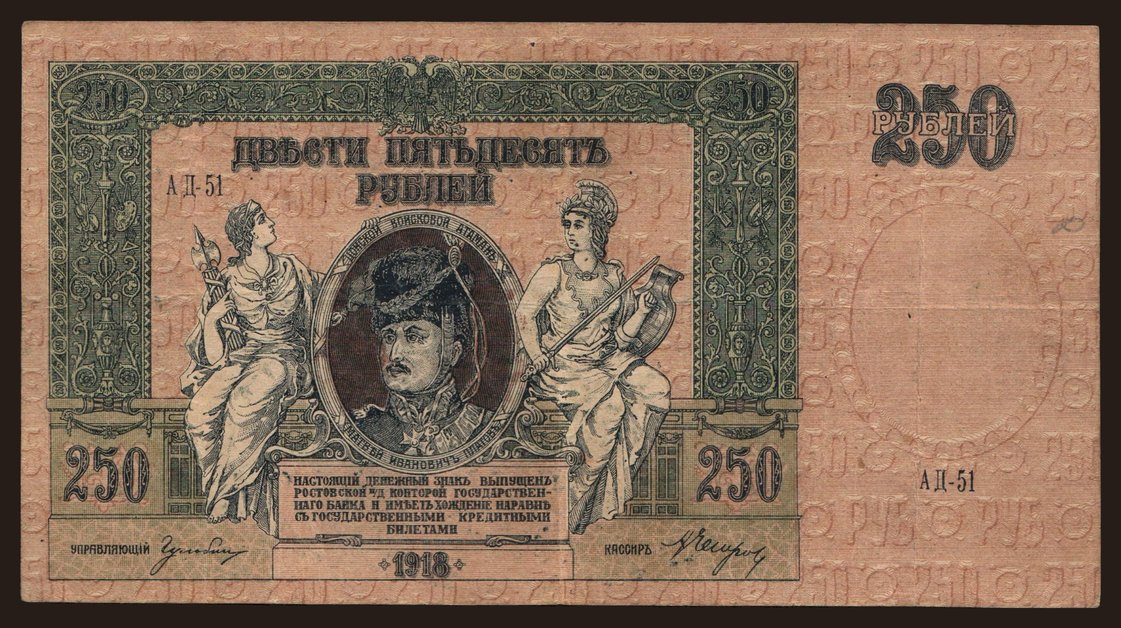 250
250
250
РУБЛЕЙ
ДВѢСТИ ПЯТЬДЕСЯТЪ
РУБЛЕЙ
АД-51
ДОНСКОЙ ВОЙСКОВОЙ АТАМАНЪ
МАТВѢЙ ИВАНОВИЧЪ ПЛАТОВЪ
250
250
НАСТОЯЩІЙ ДЕНЕЖНЫЙ ЗНАКЪ ВЫПУЩЕНЪ
РОСТОВСКОЙ Н/Д КОНТОРОЙ ГОСУДАРСТВЕН-
НАГО БАНКА И ИМѢЕТЪ ХОЖДЕНІЕ НАРАВНѢ
СЪ ГОСУДАРСТВЕННЫМИ КРЕДИТНЫМИ
БИЛЕТАМИ
АД-51
УПРАВЛЯЮЩІЙ
КАССИРЪ
1918